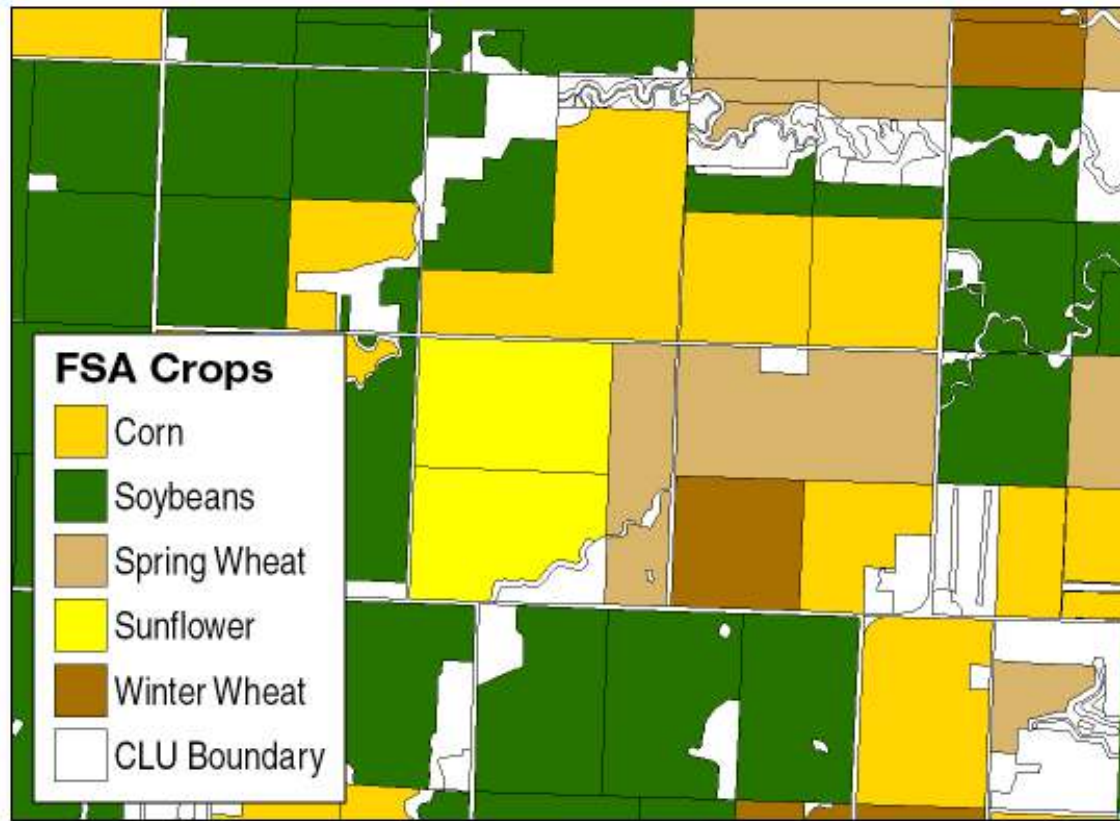 FSA Crops
Corn
Soybeans
Spring Wheat
Sunflower
Winter Wheat
CLU Boundary